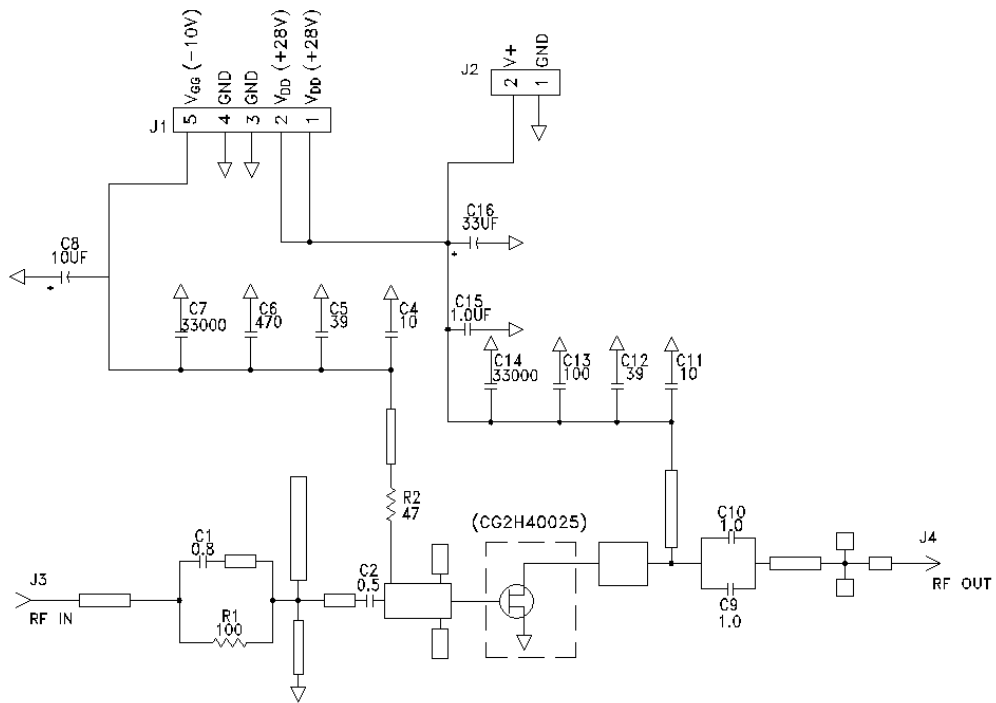 VGG (-10V)
GND
GND
VDD (+28V)
VDD (+28V)
V+
GND
J2
2
1
J1
5
4
3
2
1
C16
33UF
+
C8
10UF
+
C7
33000
C6
470
C5
39
C4
10
C15
1.0UF
C14
33000
C13
100
C12
39
C11
10
R2
47
(CG2H40025)
C10
1.0
C1
0.8
C2
0.5
J4
RF OUT
J3
RF IN
R1
100
C9
1.0